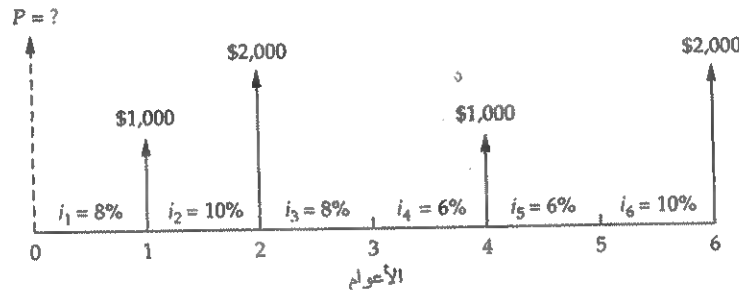 P = ?
$2,000
$2,000
$1,000
$1,000
i₁ = 8% i₂ = 10% i₃ = 8% i₄ = 6% i₅ = 6% i₆ = 10%
0 1 2 3 4 5 6
الأعوام